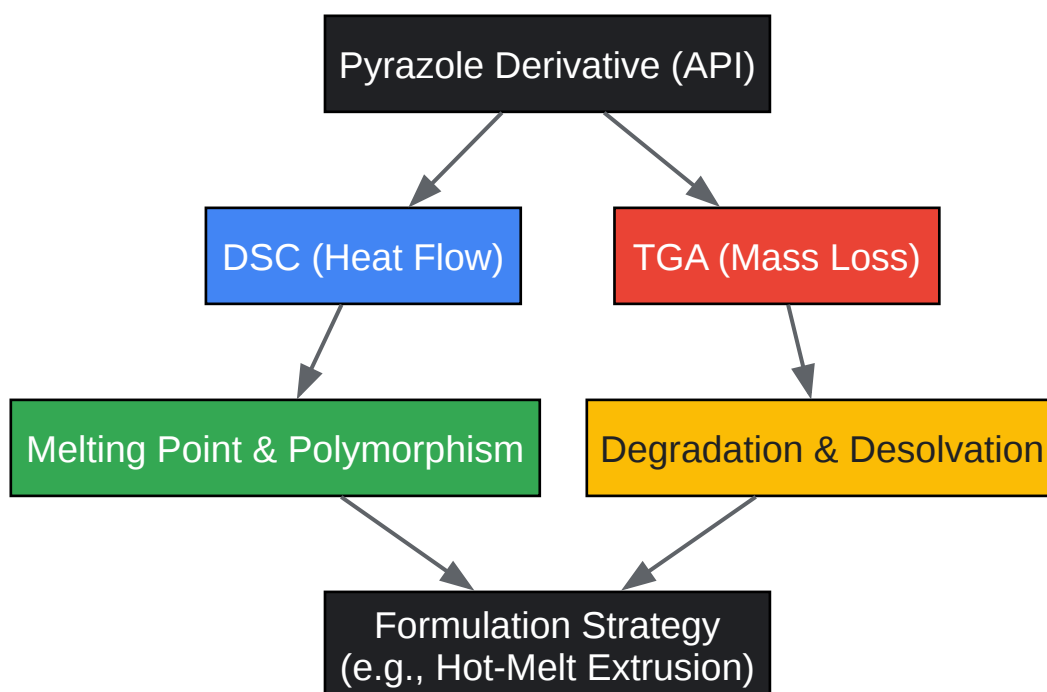 Pyrazole Derivative (API)
DSC (Heat Flow)
TGA (Mass Loss)
Melting Point & Polymorphism
Degradation & Desolvation
Formulation Strategy
(e.g., Hot-Melt Extrusion)